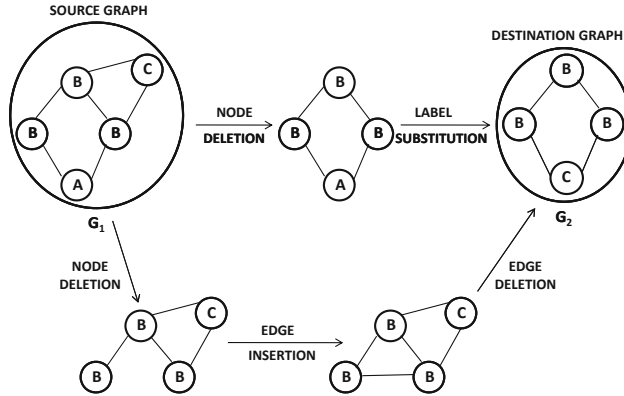 SOURCE GRAPH
DESTINATION GRAPH
B
C
B
B
B
B
NODE
DELETION
B
B
LABEL
SUBSTITUTION
B
B
A
A
C
G1
G2
NODE
DELETION
EDGE
DELETION
B
C
B
C
EDGE
INSERTION
B
B
B
B